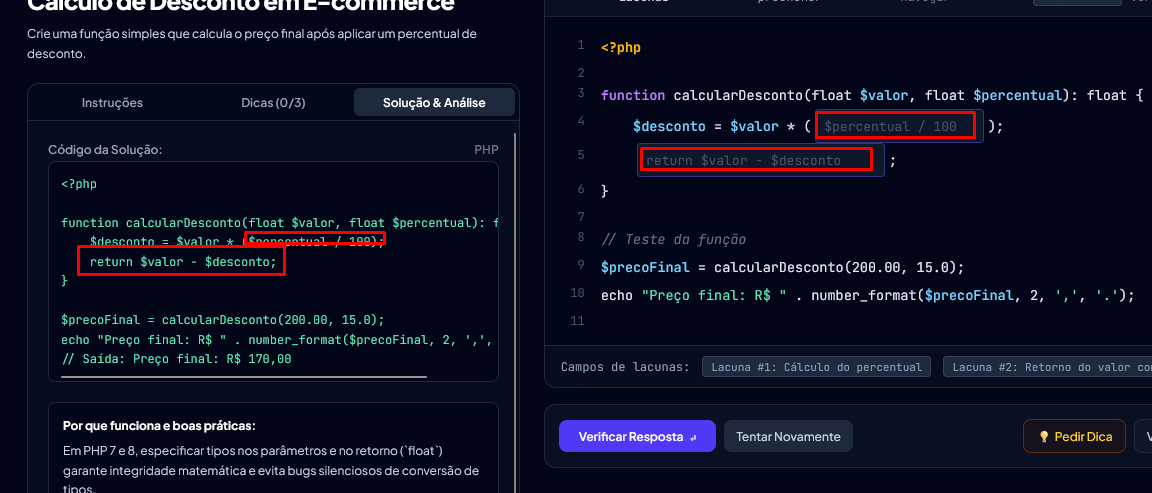 Cálculo de Desconto em E-commerce
Crie uma função simples que calcula o preço final após aplicar um percentual de
desconto.
Instruções
Dicas (0/3)
Solução & Análise
Código da Solução:
PHP
<?php
function calcularDesconto(float $valor, float $percentual): f
$desconto = $valor * ($percentual / 100);
return $valor - $desconto;
}
$precoFinal = calcularDesconto(200.00, 15.0);
echo "Preço final: R$ " . number_format($precoFinal, 2, ',',
// Saída: Preço final: R$ 170,00
Por que funciona e boas práticas:
Em PHP 7 e 8, especificar tipos nos parâmetros e no retorno (`float`)
garante integridade matemática e evita bugs silenciosos de conversão de
tipos.
1 <?php
2
3 function calcularDesconto(float $valor, float $percentual): float {
4 $desconto = $valor * ( $percentual / 100 );
5 return $valor - $desconto ;
6 }
7
8 // Teste da função
9 $precoFinal = calcularDesconto(200.00, 15.0);
10 echo "Preço final: R$ " . number_format($precoFinal, 2, ',', '.');
11
Campos de lacunas:
Lacuna #1: Cálculo do percentual
Lacuna #2: Retorno do valor co
Verificar Resposta ↲
Tentar Novamente
Pedir Dica
V